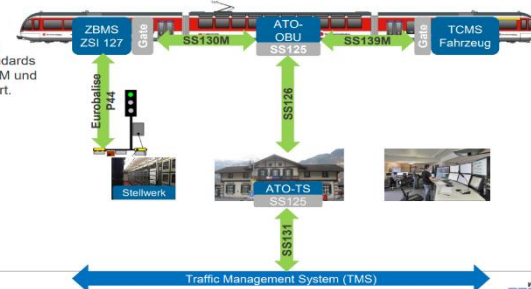 ZBMS
ZSI 127
Gate
SS130M
ATO-
OBU
SS125
SS139M
Gate
TCMS
Fahrzeug
ndards
M und
rt.
Eurobalise
P44
SS126
Stellwerk
ATO-TS
SS125
SS131
Traffic Management System (TMS)